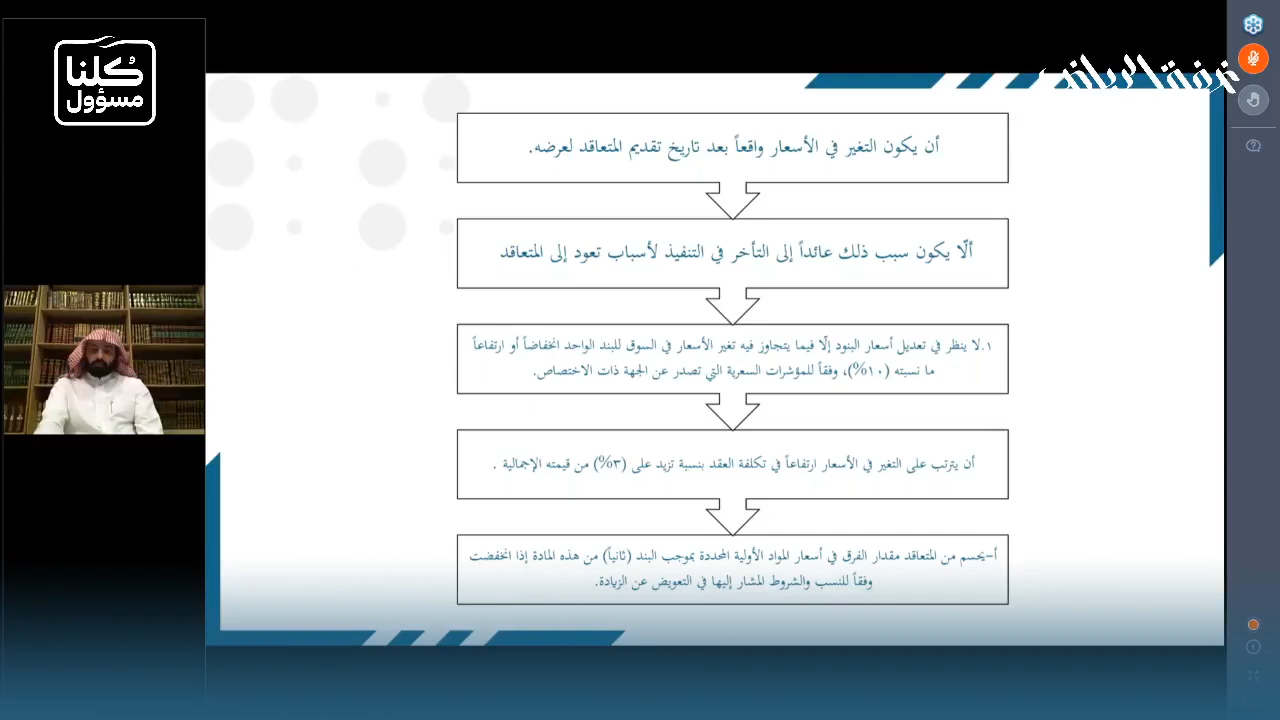 كُلنا
مسؤول
غرفة الرياض
أن يكون التغير في الأسعار واقعاً بعد تاريخ تقديم المتعاقد لعرضه.
ألّا يكون سبب ذلك عائداً إلى التأخر في التنفيذ لأسباب تعود إلى المتعاقد
١.لا ينظر في تعديل أسعار البنود إلّا فيما يتجاوز فيه تغير الأسعار في السوق للبند الواحد انخفاضاً أو ارتفاعاً
ما نسبته (١٠%)، وفقاً للمؤشرات السعرية التي تصدر عن الجهة ذات الاختصاص.
أن يترتب على التغير في الأسعار ارتفاعاً في تكلفة العقد بنسبة تزيد على (٣%) من قيمته الإجمالية .
أ-يحسم من المتعاقد مقدار الفرق في أسعار المواد الأولية المحددة بموجب البند (ثانياً) من هذه المادة إذا انخفضت
وفقاً للنسب والشروط المشار إليها في التعويض عن الزيادة.